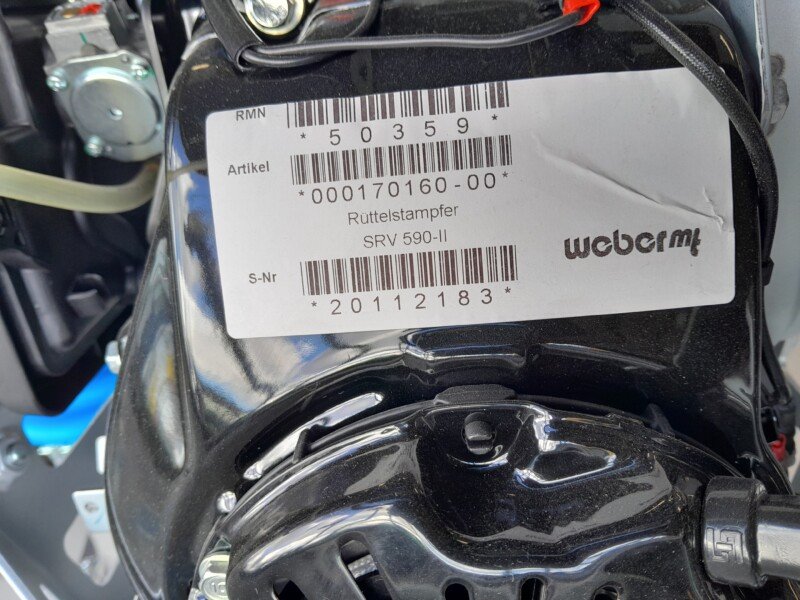 RMN
*50359*
Artikel
*000170160-00*
Rüttelstampfer
SRV 590-II
webermt
S-Nr
*20112183*